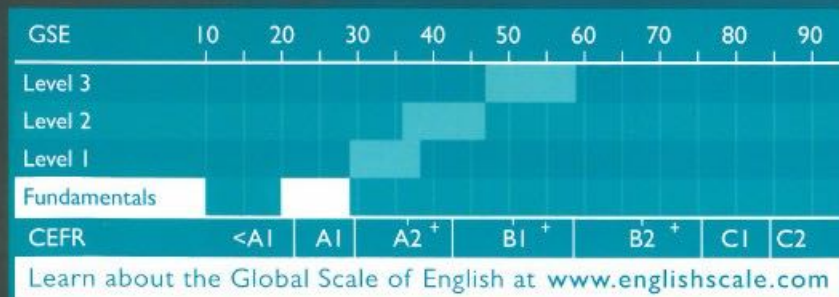 GSE 10 20 30 40 50 60 70 80 90
Level 3
Level 2
Level 1
Fundamentals
CEFR <A1 A1 A2 + B1 + B2 + C1 C2
Learn about the Global Scale of English at www.englishscale.com